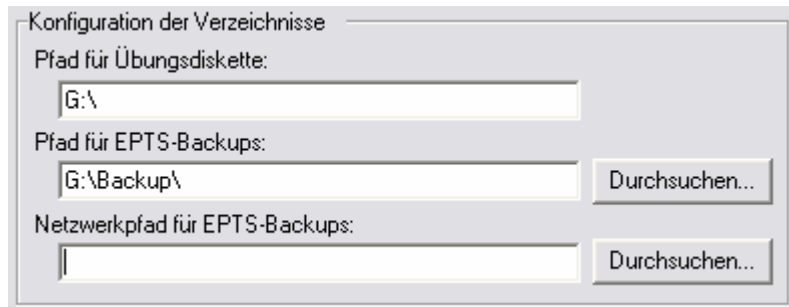 Konfiguration der Verzeichnisse
Pfad für Übungsdiskette:
G:\
Pfad für EPTS-Backups:
G:\Backup\
Durchsuchen...
Netzwerkpfad für EPTS-Backups:
Durchsuchen...